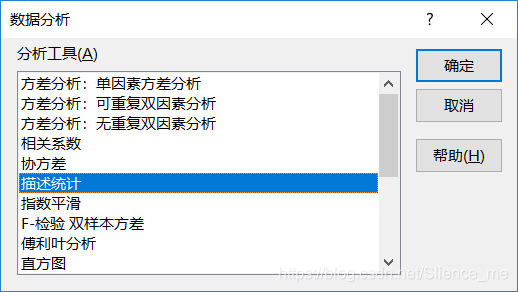 数据分析
分析工具(A)
方差分析：单因素方差分析
方差分析：可重复双因素分析
方差分析：无重复双因素分析
相关系数
协方差
描述统计
指数平滑
F-检验 双样本方差
傅利叶分析
直方图
确定
取消
帮助(H)
https://blog.csdn.net/Slience_me